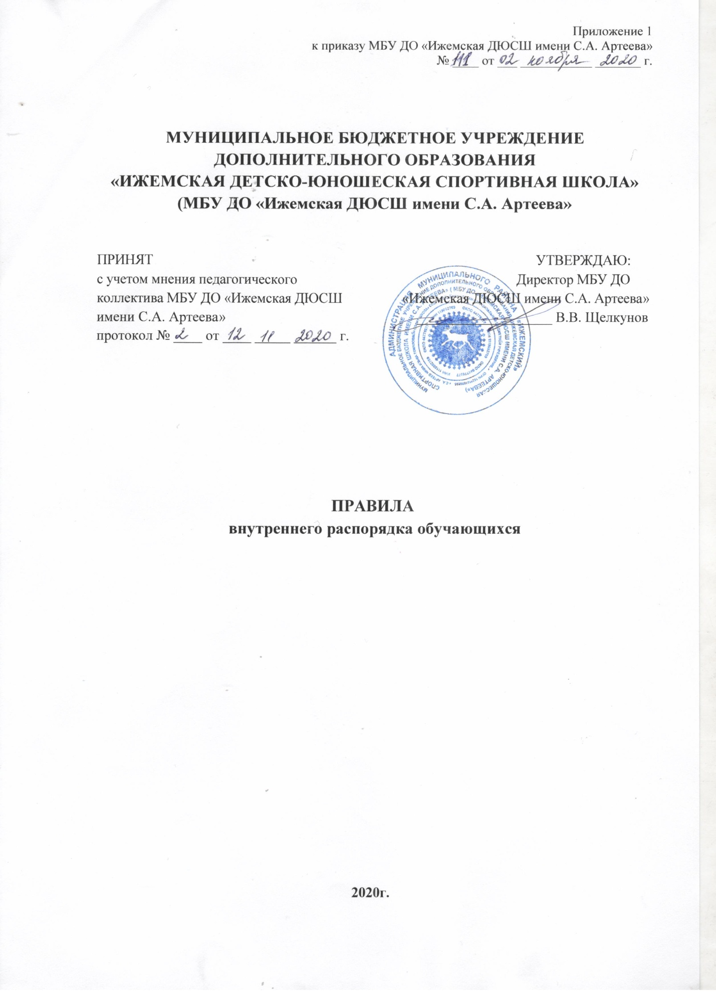 Приложение 1
к приказу МБУ ДО «Ижемская ДЮСШ имени С.А. Артеева»
№ 111 от 02 ноября 2020 г.
МУНИЦИПАЛЬНОЕ БЮДЖЕТНОЕ УЧРЕЖДЕНИЕ
ДОПОЛНИТЕЛЬНОГО ОБРАЗОВАНИЯ
«ИЖЕМСКАЯ ДЕТСКО-ЮНОШЕСКАЯ СПОРТИВНАЯ ШКОЛА»
(МБУ ДО «Ижемская ДЮСШ имени С.А. Артеева»
ПРИНЯТ
с учетом мнения педагогического
коллектива МБУ ДО «Ижемская ДЮСШ
имени С.А. Артеева»
протокол № 2 от 12 11 2020 г.
УТВЕРЖДАЮ:
Директор МБУ ДО
«Ижемская ДЮСШ имени С.А. Артеева»
В.В. Щелкунов
АДМИНИСТРАЦИЯ МУНИЦИПАЛЬНОГО РАЙОНА «ИЖЕМСКИЙ»
МУНИЦИПАЛЬНОЕ БЮДЖЕТНОЕ УЧРЕЖДЕНИЕ ДОПОЛНИТЕЛЬНОГО ОБРАЗОВАНИЯ «ИЖЕМСКАЯ ДЕТСКО-ЮНОШЕСКАЯ
СПОРТИВНАЯ ШКОЛА ИМЕНИ С.А. АРТЕЕВА» ( МБУ ДО «ИЖЕМСКАЯ ДЮСШ ИМЕНИ С.А. АРТЕЕВА»)
ПРАВИЛА
внутреннего распорядка обучающихся
2020г.